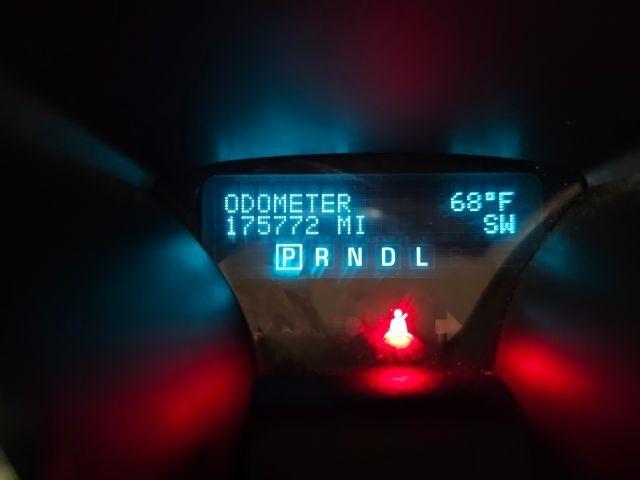 ODOMETER 68°F
175772 MI SW
P R N D L